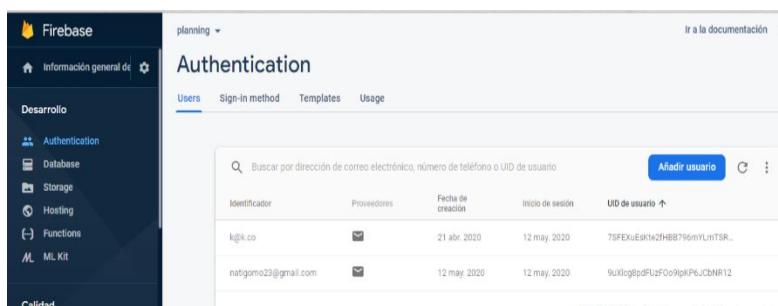 Firebase
planning
Ir a la documentación
Información general de
Authentication
Users Sign-in method Templates Usage
Desarrollo
Authentication
Database
Storage
Hosting
Functions
ML Kit
Calidad
Buscar por dirección de correo electrónico, número de teléfono o UID de usuario
Añadir usuario
Identificador Proveedores Fecha de creación Inicio de sesión UID de usuario
k@k.co 21 abr. 2020 12 may. 2020
natigomo23@gmail.com 12 may. 2020 12 may. 2020